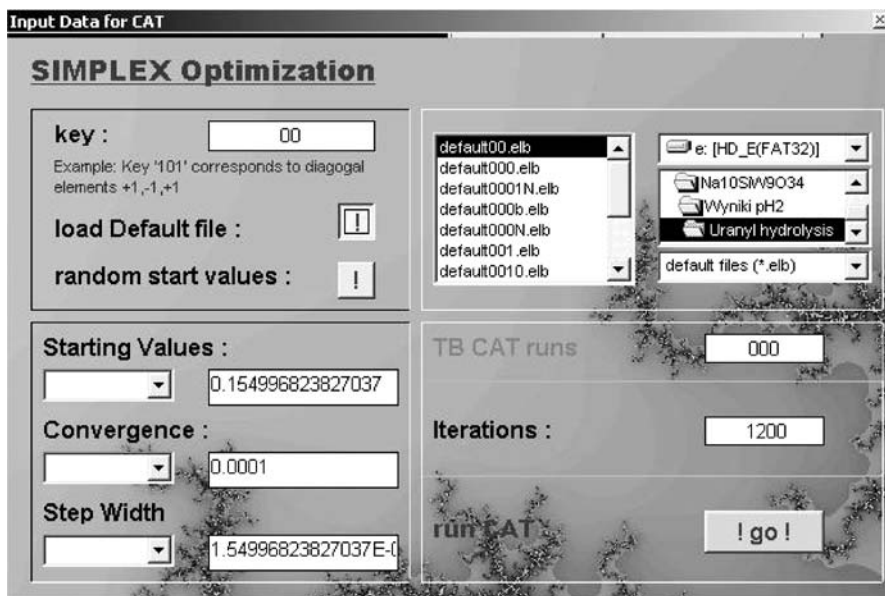 Input Data for CAT
SIMPLEX Optimization
key :
00
Example: Key '101' corresponds to diagogal
elements +1,-1,+1
load Default file :
!
random start values :
!
default00.elb
default000.elb
default0001N.elb
default000b.elb
default000N.elb
default001.elb
default0010.elb
e: [HD_E(FAT32)]
Na10SiW9O34
Wyniki pH2
Uranyl hydrolysis
default files (*.elb)
Starting Values :
0.154996823827037
Convergence :
0.0001
Step Width
1.54996823827037E-0
TB CAT runs
000
Iterations :
1200
run CAT :
! go !